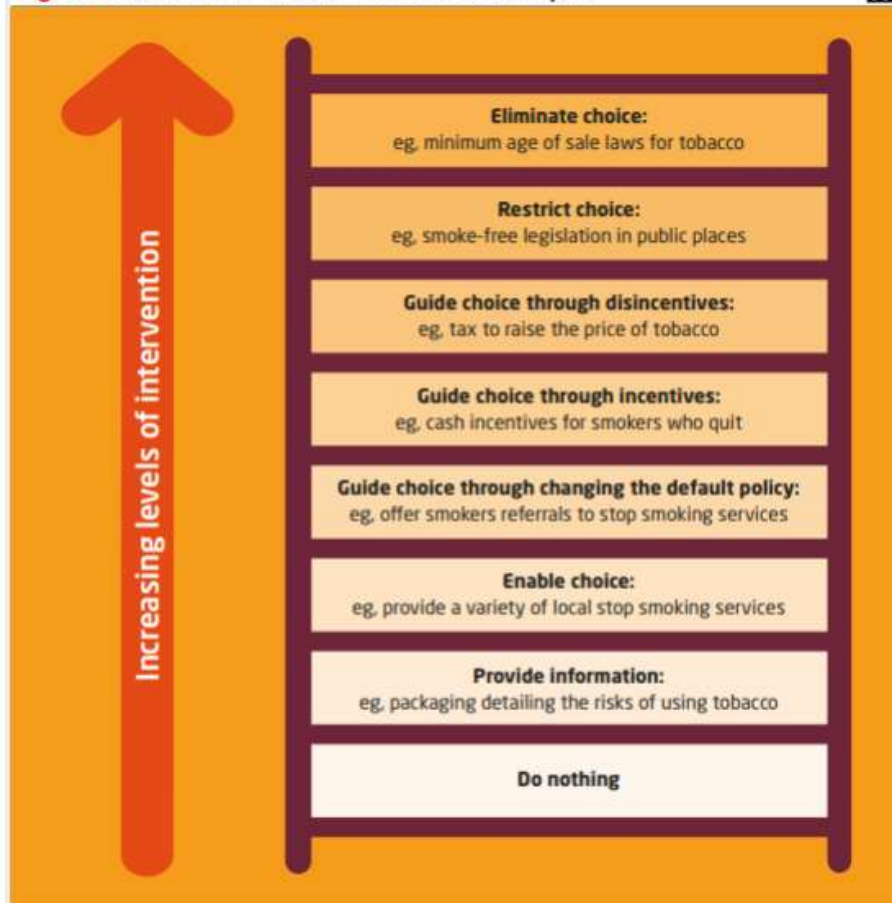 Increasing levels of intervention
Eliminate choice:
eg, minimum age of sale laws for tobacco
Restrict choice:
eg, smoke-free legislation in public places
Guide choice through disincentives:
eg, tax to raise the price of tobacco
Guide choice through incentives:
eg, cash incentives for smokers who quit
Guide choice through changing the default policy:
eg, offer smokers referrals to stop smoking services
Enable choice:
eg, provide a variety of local stop smoking services
Provide information:
eg, packaging detailing the risks of using tobacco
Do nothing